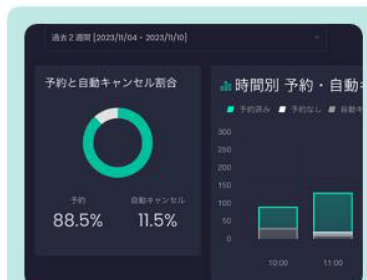 過去2週間 [2023/11/04 - 2023/11/10]
予約と自動キャンセル割合
予約 自動キャンセル
88.5% 11.5%
時間別 予約・自動
予約済み 予約なし 自動キ
300
250
200
150
100
50
0
10:00 11:00